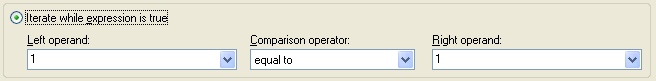 Iterate while expression is true
Left operand: Comparison operator: Right operand:
1 equal to 1